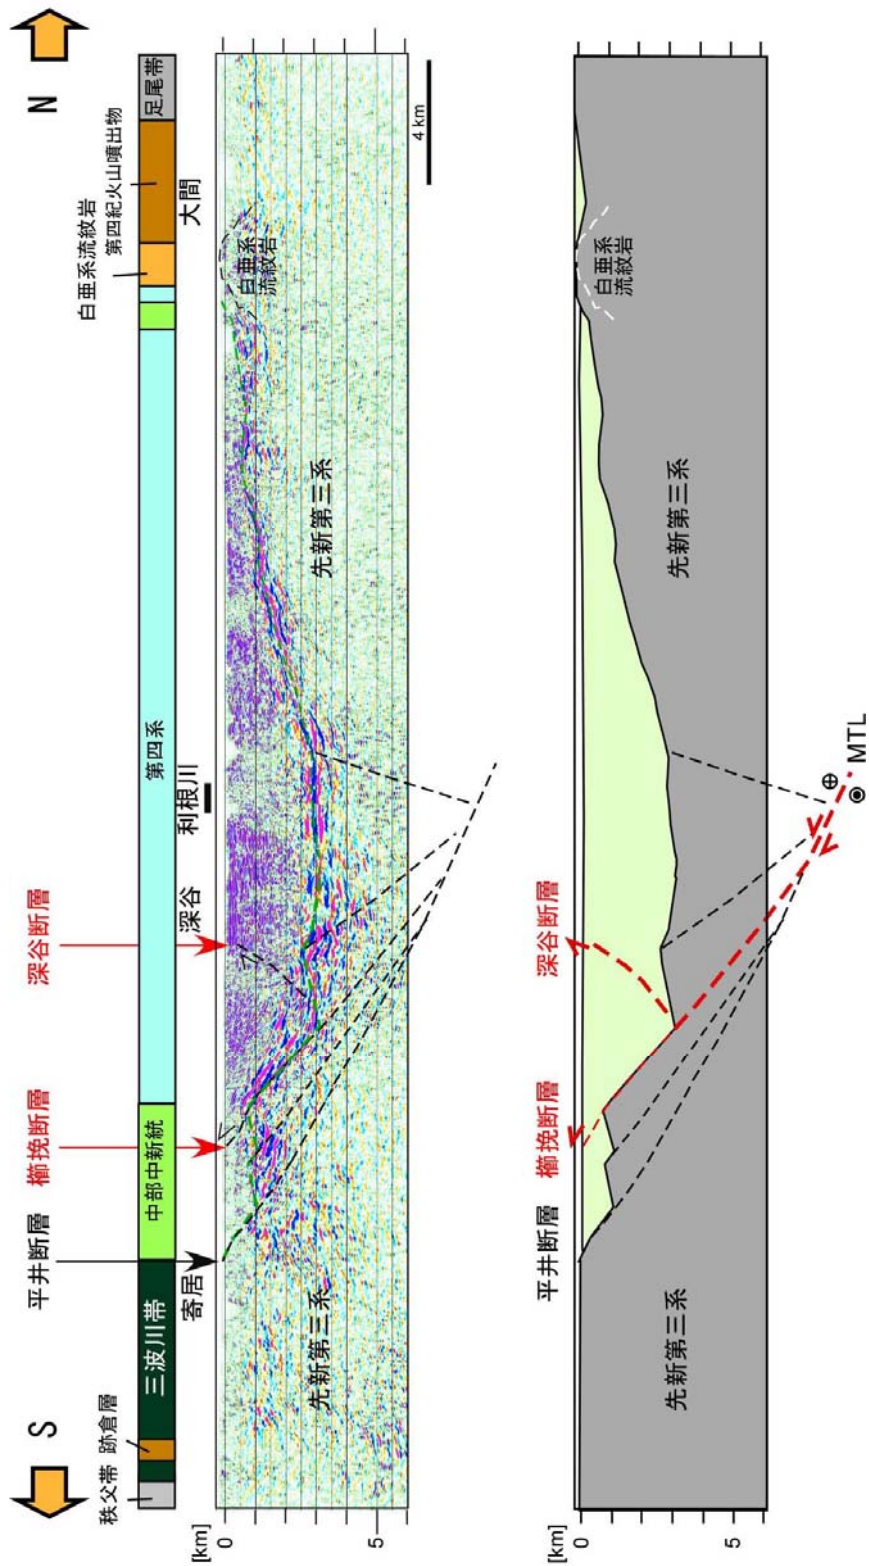 S
N
秩父帯
跡倉層
三波川帯
平井断層
櫛挽断層
深谷断層
中部中新統
第四系
白亜系流紋岩
第四紀火山噴出物
足尾帯
寄居
深谷
利根川
大間
[km]
0
5
先新第三系
先新第三系
白亜系
流紋岩
4 km
平井断層
櫛挽断層
深谷断層
[km]
0
5
先新第三系
先新第三系
白亜系
流紋岩
MTL